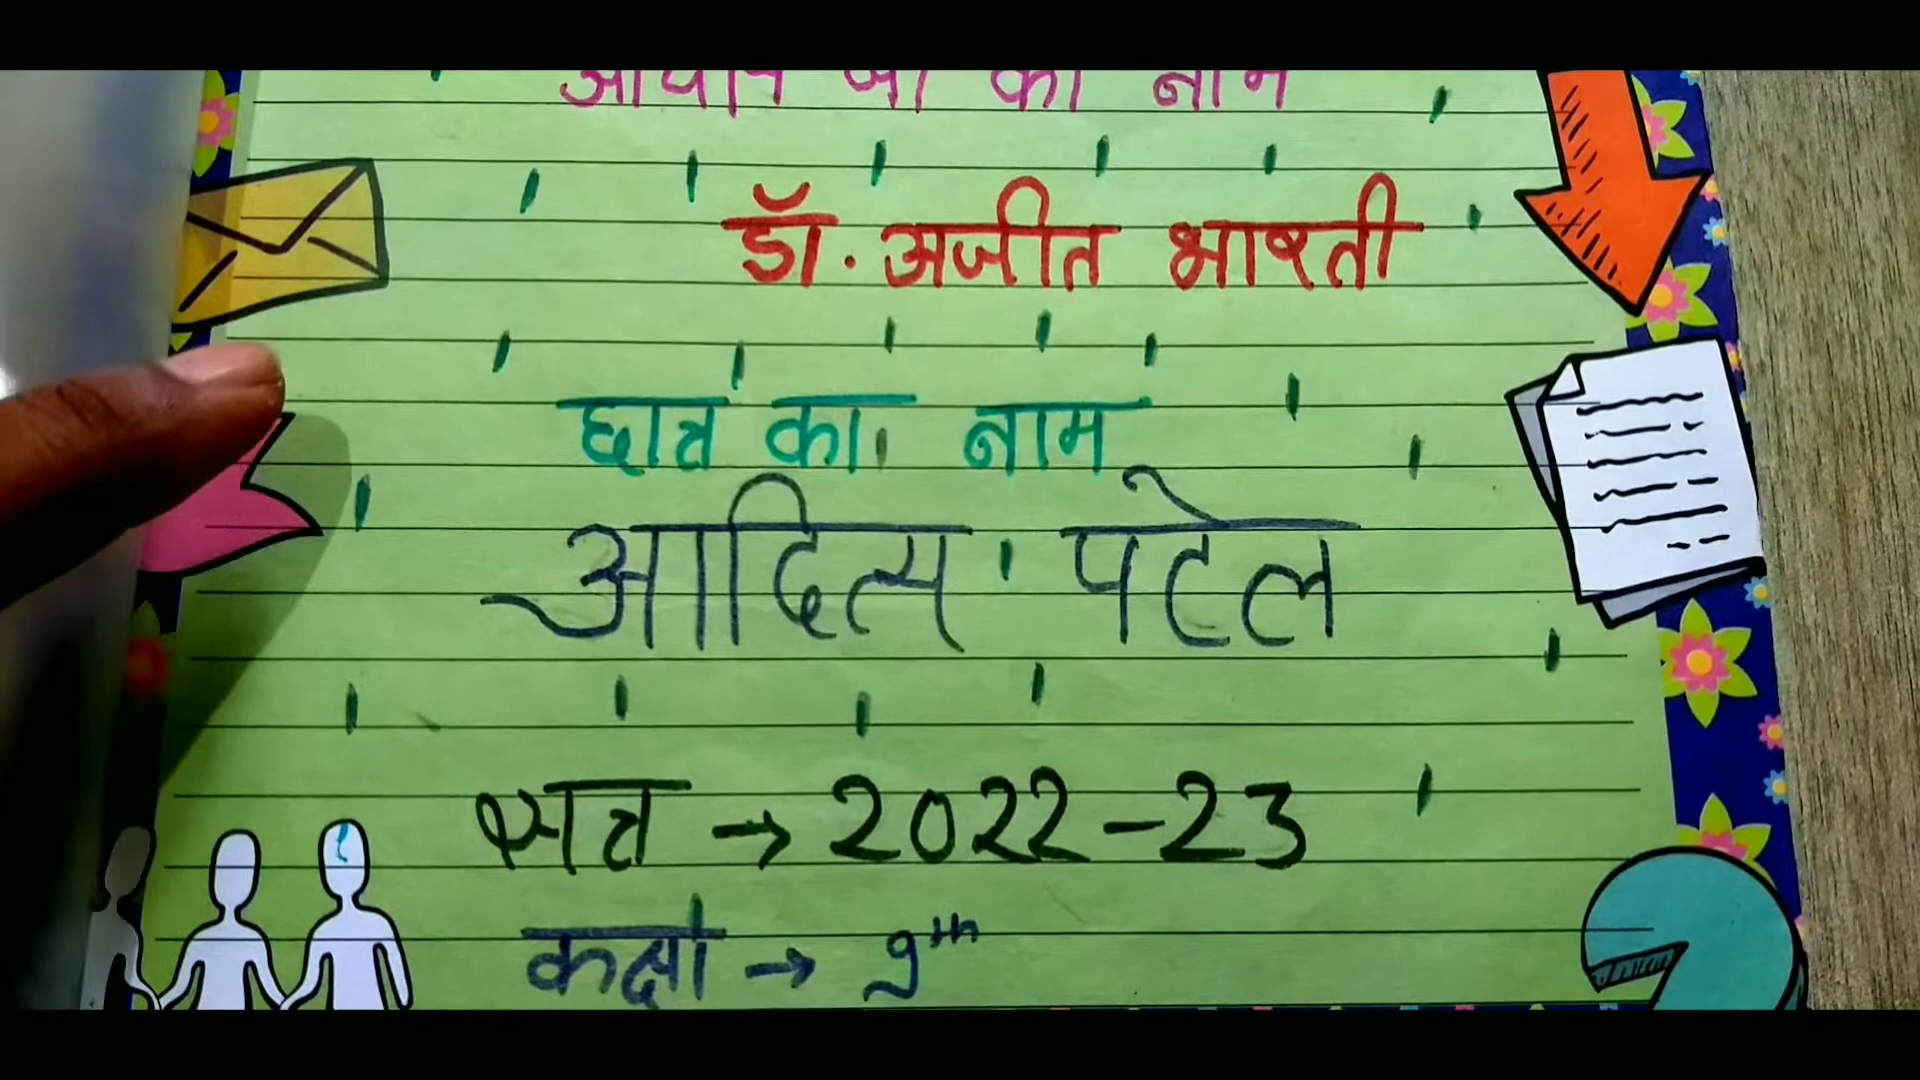 जी का नाम
डॉ. अजीत भारती
छात्र का नाम
आदित्य पटेल
सत्र → 2022-23
कक्षा → 9th